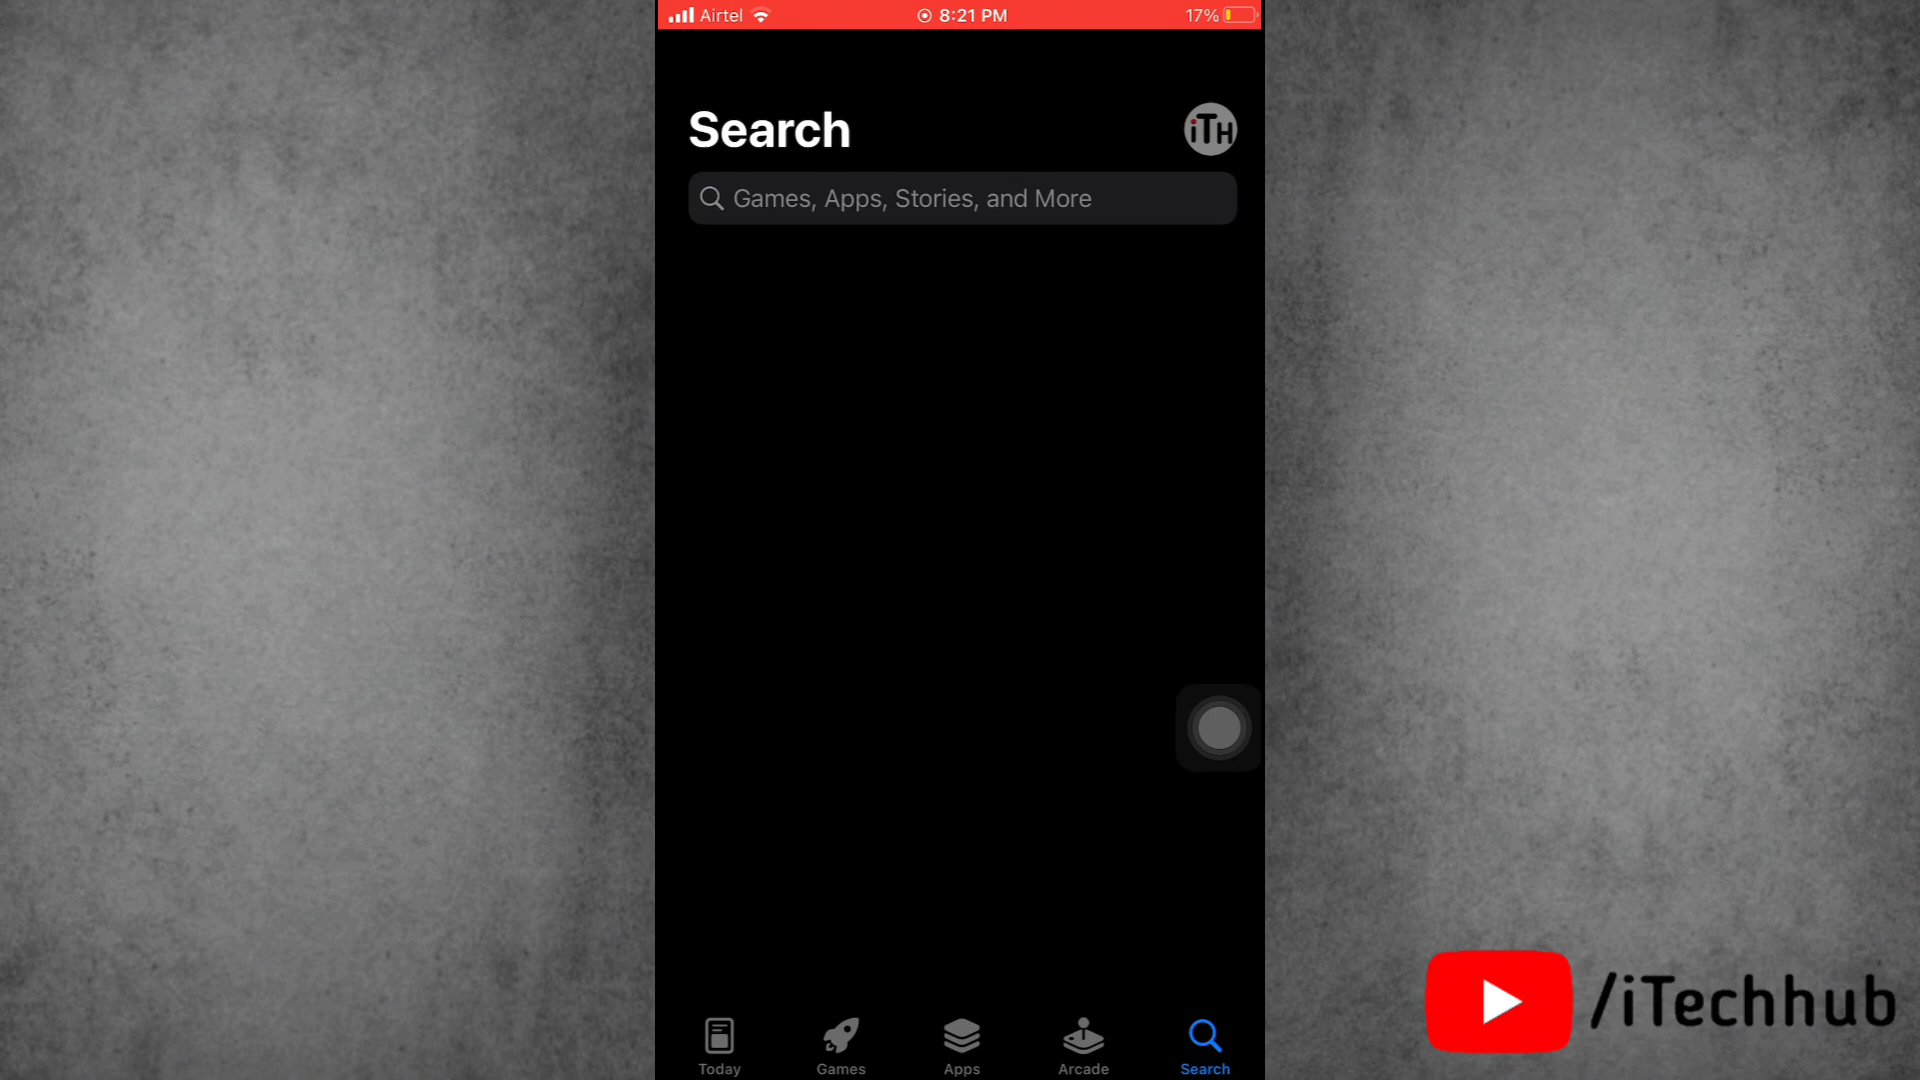 Airtel 8:21 PM 17%
Search
iTH
Games, Apps, Stories, and More
/iTechhub
Today Games Apps Arcade Search